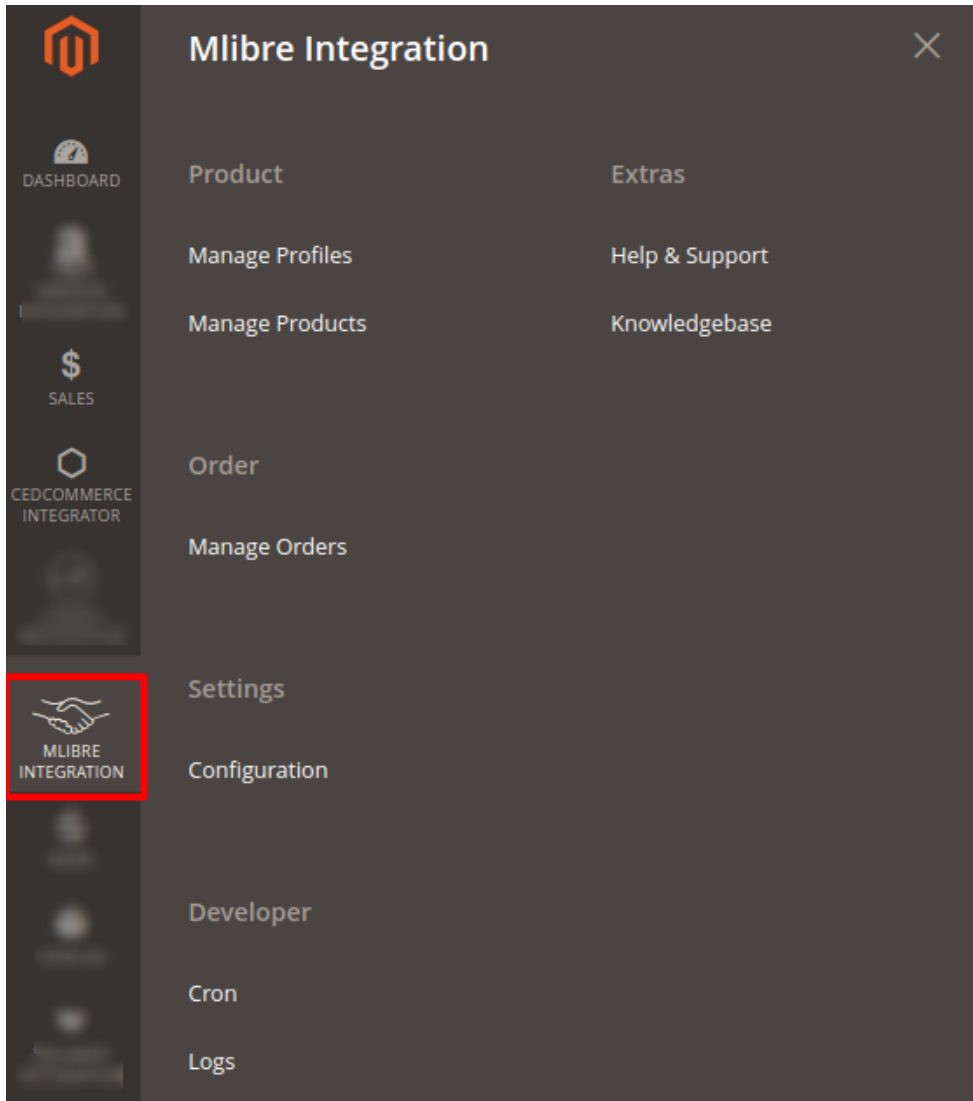 Mlibre Integration
DASHBOARD
SALES
CEDCOMMERCE
INTEGRATOR
MLIBRE
INTEGRATION
Product
Manage Profiles
Manage Products
Order
Manage Orders
Settings
Configuration
Developer
Cron
Logs
Extras
Help & Support
Knowledgebase